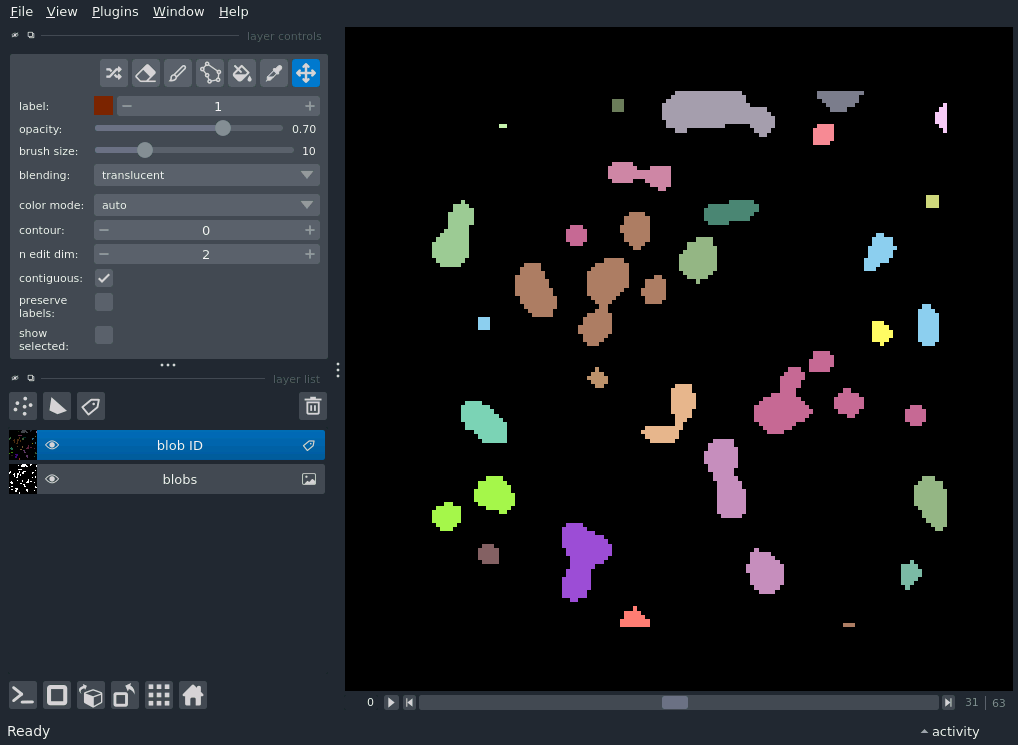 File View Plugins Window Help
layer controls
label: 1
opacity: 0.70
brush size: 10
blending: translucent
color mode: auto
contour: 0
n edit dim: 2
contiguous:
preserve
labels:
show
selected:
layer list
blob ID
blobs
0 31 | 63
Ready activity